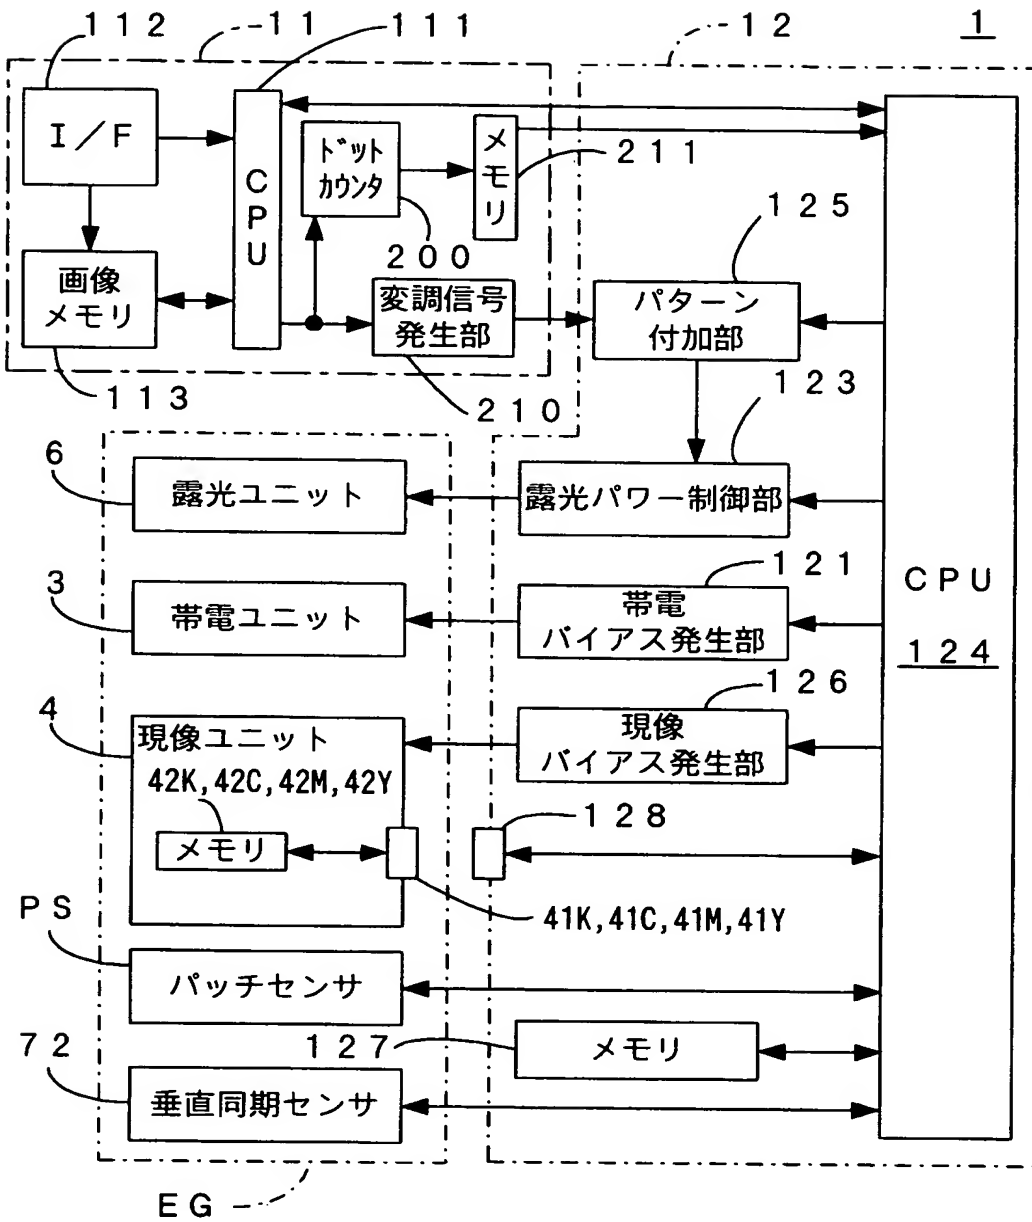 112
11
111
12
1
I/F
CPU
ドット
カウンタ
メモリ
211
200
125
画像
メモリ
変調信号
発生部
パターン
付加部
113
210
123
6
露光ユニット
露光パワー制御部
3
帯電ユニット
121
帯電
バイアス発生部
CPU
124
4
現像ユニット
42K,42C,42M,42Y
メモリ
126
現像
バイアス発生部
128
41K,41C,41M,41Y
PS
パッチセンサ
72
127
メモリ
垂直同期センサ
EG